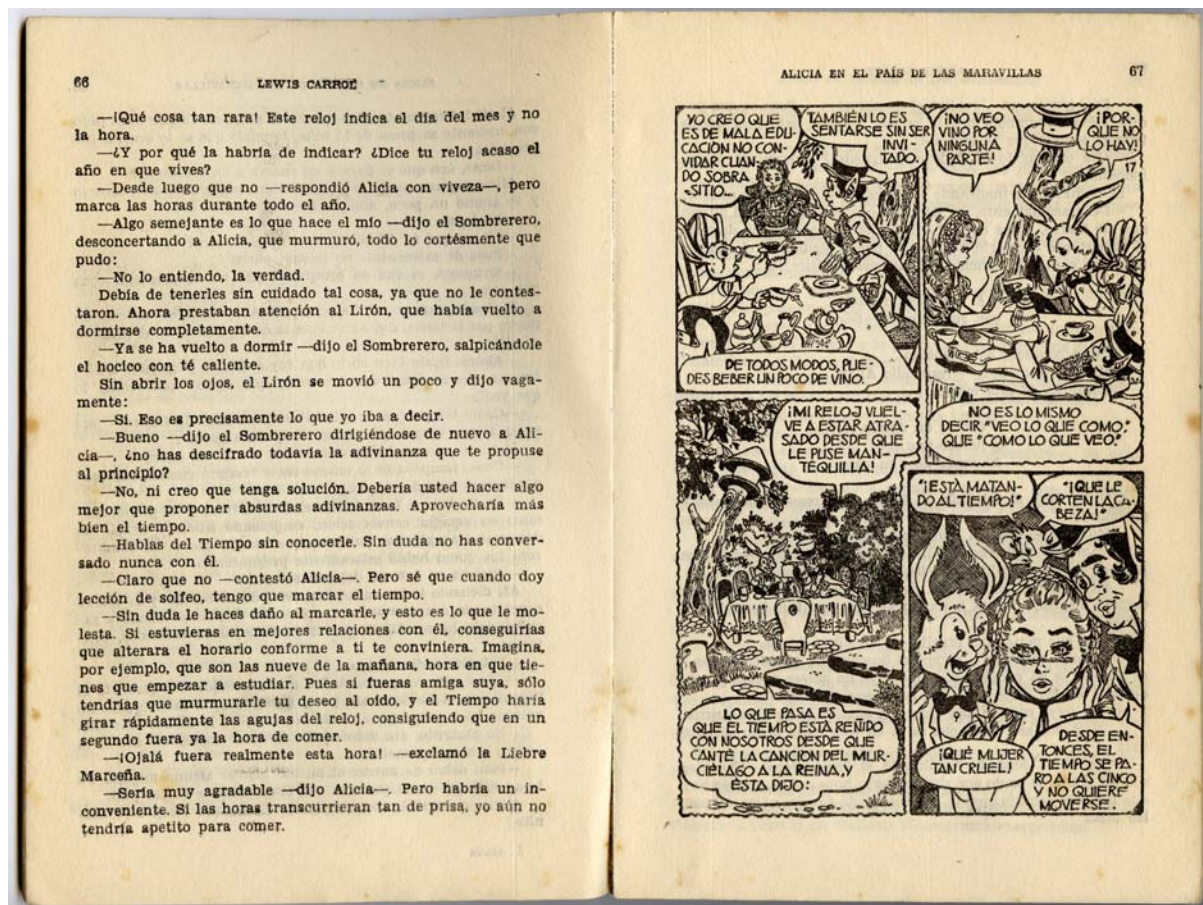 66
LEWIS CARROL
—¡Qué cosa tan rara! Este reloj indica el día del mes y no
la hora.
—¿Y por qué la habría de indicar? ¿Dice tu reloj acaso el
año en que vives?
—Desde luego que no —respondió Alicia con viveza—, pero
marca las horas durante todo el año.
—Algo semejante es lo que hace el mío —dijo el Sombrerero,
desconcertando a Alicia, que murmuró, todo lo cortésmente que
pudo:
—No lo entiendo, la verdad.
Debía de tenerles sin cuidado tal cosa, ya que no le contes-
taron. Ahora prestaban atención al Lirón, que había vuelto a
dormirse completamente.
—Ya se ha vuelto a dormir —dijo el Sombrerero, salpicándole
el hocico con té caliente.
Sin abrir los ojos, el Lirón se movió un poco y dijo vaga-
mente:
—Sí. Eso es precisamente lo que yo iba a decir.
—Bueno —dijo el Sombrerero dirigiéndose de nuevo a Ali-
cia—, ¿no has descifrado todavía la adivinanza que te propuse
al principio?
—No, ni creo que tenga solución. Debería usted hacer algo
mejor que proponer absurdas adivinanzas. Aprovecharía más
bien el tiempo.
—Hablas del Tiempo sin conocerle. Sin duda no has conver-
sado nunca con él.
—Claro que no —contestó Alicia—. Pero sé que cuando doy
lección de solfeo, tengo que marcar el tiempo.
—Sin duda le haces daño al marcarle, y esto es lo que le mo-
lesta. Si estuvieras en mejores relaciones con él, conseguirías
que alterara el horario conforme a ti te conviniera. Imagina,
por ejemplo, que son las nueve de la mañana, hora en que tie-
nes que empezar a estudiar. Pues si fueras amiga suya, sólo
tendrías que murmurarle tu deseo al oído, y el Tiempo haría
girar rápidamente las agujas del reloj, consiguiendo que en un
segundo fuera ya la hora de comer.
—¡Ojalá fuera realmente esta hora! —exclamó la Liebre
Marceña.
—Sería muy agradable —dijo Alicia—. Pero habría un in-
conveniente. Si las horas transcurrieran tan de prisa, yo aún no
tendría apetito para comer.
ALICIA EN EL PAÍS DE LAS MARAVILLAS
67
YO CREO QUE
ES DE MALA EDU-
CACIÓN NO CON-
VIDAR CUAN-
DO SOBRA
SITIO...
TAMBIÉN LO ES
SENTARSE SIN SER
INVI-
TADO.
DE TODOS MODOS, PUE-
DES BEBER UN POCO DE VINO.
¡NO VEO
VINO POR
NINGUNA
PARTE!
¡POR-
QUE NO
LO HAY!
17
NO ES LO MISMO
DECIR "VEO LO QUE COMO."
QUE "COMO LO QUE VEO."
¡MI RELOJ VUEL-
VE A ESTAR ATRA-
SADO DESDE QUE
LE PUSE MAN-
TEQUILLA!
LO QUE PASA ES
QUE EL TIEMPO ESTÁ REÑIDO
CON NOSOTROS DESDE QUE
CANTÉ LA CANCIÓN DEL MUR-
CIÉLAGO A LA REINA, Y
ÉSTA DIJO:
"¡ESTÁ MATAN-
DO AL TIEMPO!"
"¡QUE LE
CORTEN LA CA-
BEZA!"
¡QUÉ MUJER
TAN CRUEL!
DESDE EN-
TONCES, EL
TIEMPO SE PA-
RÓ A LAS CINCO
Y NO QUIERE
MOVERSE.